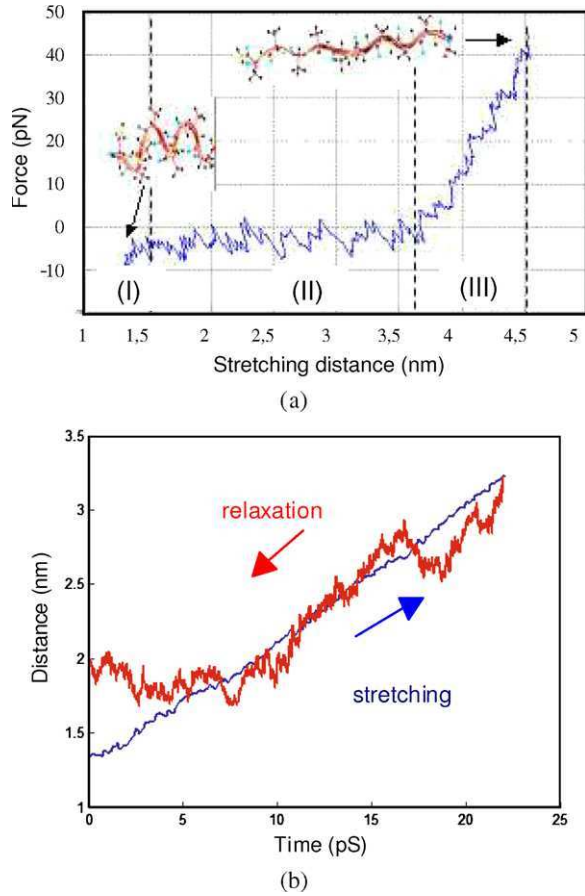 50
40
30
20
10
0
-10
Force (pN)
(I)
(II)
(III)
1
1,5
2
2,5
3
3,5
4
4,5
5
Stretching distance (nm)
(a)
3.5
3
2.5
2
1.5
1
Distance (nm)
relaxation
stretching
0
5
10
15
20
25
Time (pS)
(b)